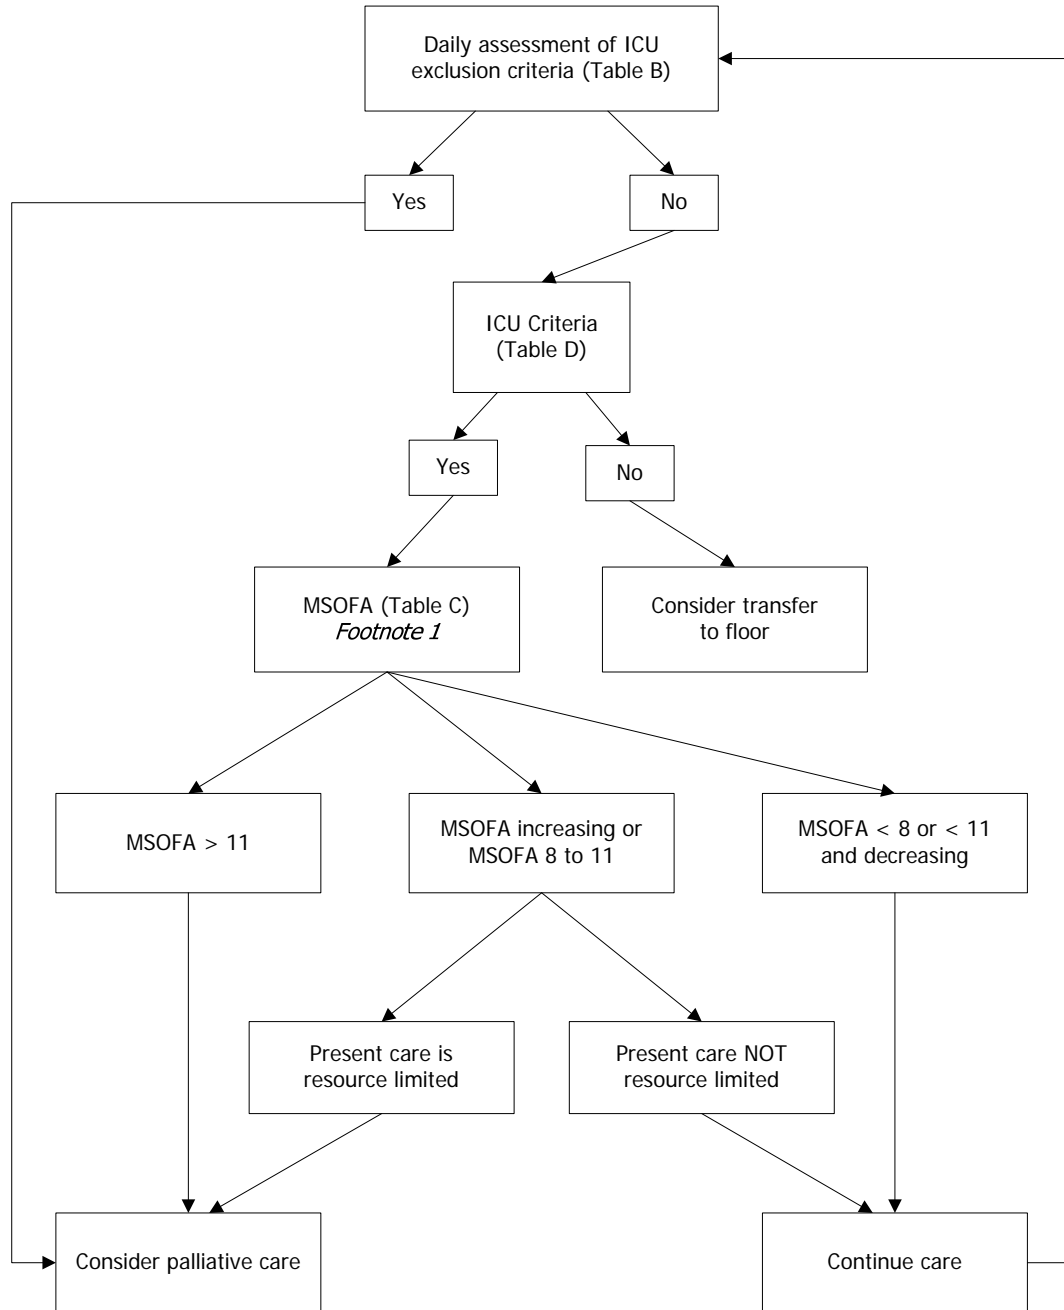 Daily assessment of ICU
exclusion criteria (Table B)
Yes
No
ICU Criteria
(Table D)
Yes
No
MSOFA (Table C)
Footnote 1
Consider transfer
to floor
MSOFA > 11
MSOFA increasing or
MSOFA 8 to 11
MSOFA < 8 or < 11
and decreasing
Present care is
resource limited
Present care NOT
resource limited
Consider palliative care
Continue care